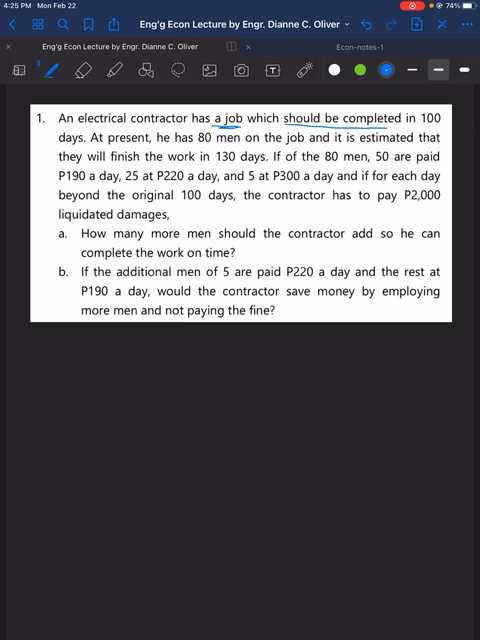 4:25 PM Mon Feb 22
74%
Eng'g Econ Lecture by Engr. Dianne C. Oliver
Eng'g Econ Lecture by Engr. Dianne C. Oliver
Econ-notes-1
1. An electrical contractor has a job which should be completed in 100
days. At present, he has 80 men on the job and it is estimated that
they will finish the work in 130 days. If of the 80 men, 50 are paid
P190 a day, 25 at P220 a day, and 5 at P300 a day and if for each day
beyond the original 100 days, the contractor has to pay P2,000
liquidated damages,
a. How many more men should the contractor add so he can
complete the work on time?
b. If the additional men of 5 are paid P220 a day and the rest at
P190 a day, would the contractor save money by employing
more men and not paying the fine?